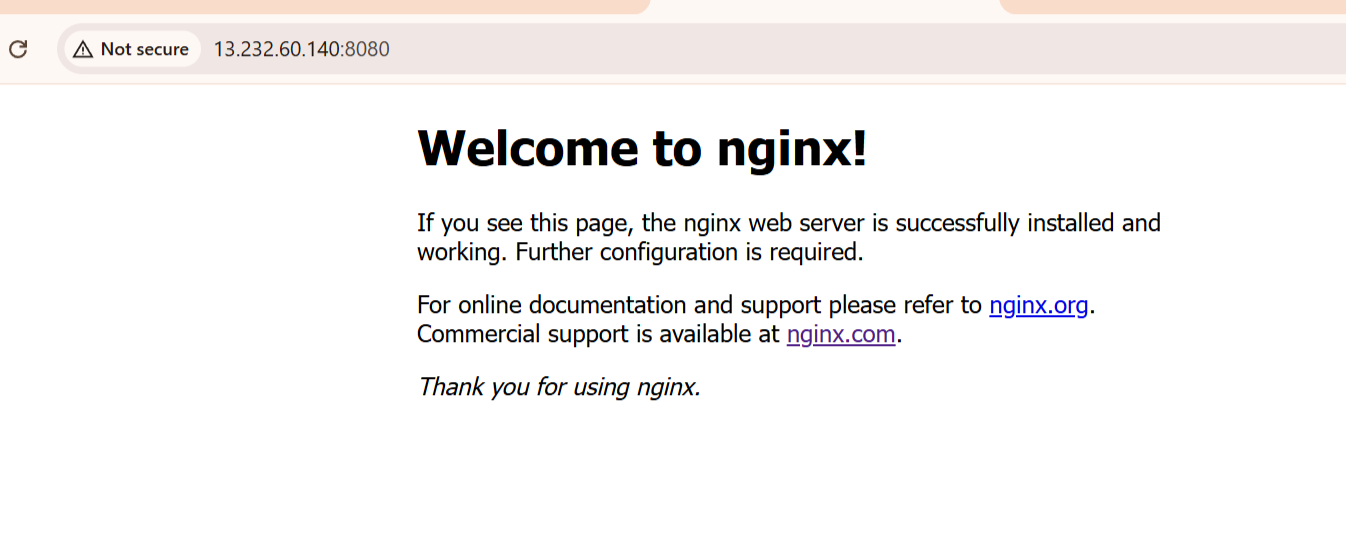 Not secure 13.232.60.140:8080
Welcome to nginx!
If you see this page, the nginx web server is successfully installed and
working. Further configuration is required.
For online documentation and support please refer to nginx.org.
Commercial support is available at nginx.com.
Thank you for using nginx.